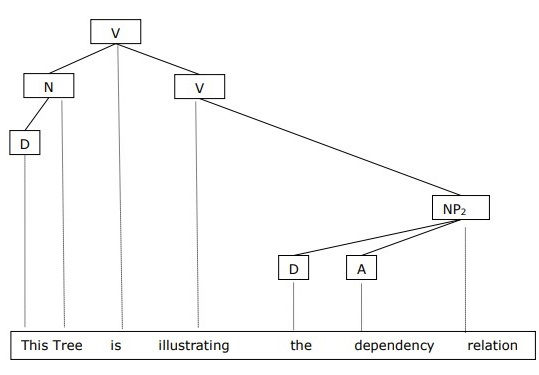 V
N V
D
NP₂
D A
This Tree is illustrating the dependency relation